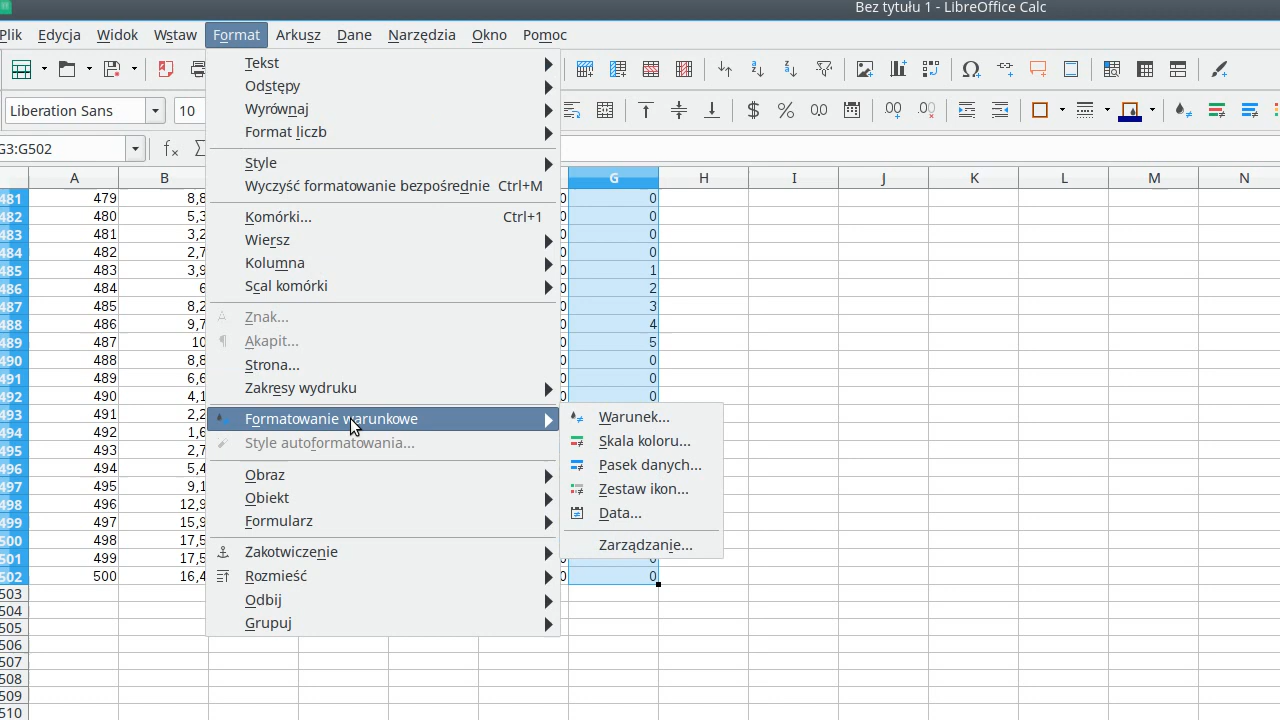 Bez tytułu 1 - LibreOffice Calc
Plik Edycja Widok Wstaw Format Arkusz Dane Narzędzia Okno Pomoc
Liberation Sans 10
G3:G502
A B G H I J K L M N
Tekst
Odstępy
Wyrównaj
Format liczb
Style
Wyczyść formatowanie bezpośrednie Ctrl+M
Komórki... Ctrl+1
Wiersz
Kolumna
Scal komórki
Znak...
Akapit...
Strona...
Zakresy wydruku
Formatowanie warunkowe
Style autoformatowania...
Obraz
Obiekt
Formularz
Zakotwiczenie
Rozmieść
Odbij
Grupuj
Warunek...
Skala koloru...
Pasek danych...
Zestaw ikon...
Data...
Zarządzanie...
481 479 8,8 0 0
482 480 5,3 0 0
483 481 3,2 0 0
484 482 2,7 0 0
485 483 3,9 0 1
486 484 6 0 2
487 485 8,2 0 3
488 486 9,7 0 4
489 487 10 0 5
490 488 8,8 0 0
491 489 6,6 0 0
492 490 4,1 0 0
493 491 2,2
494 492 1,6
495 493 2,7
496 494 5,4
497 495 9,1
498 496 12,9
499 497 15,9
500 498 17,5
501 499 17,5 0 0
502 500 16,4 0 0
503
504
505
506
507
508
509
510